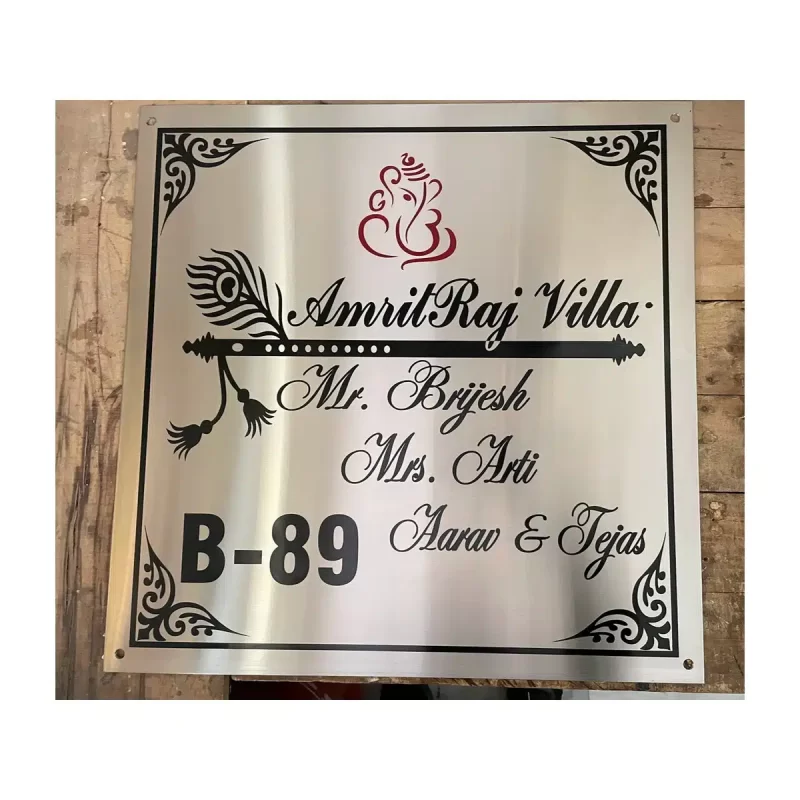 AmritRaj Villa
Mr. Brijesh
Mrs. Arti
Aarav & Tejas
B-89